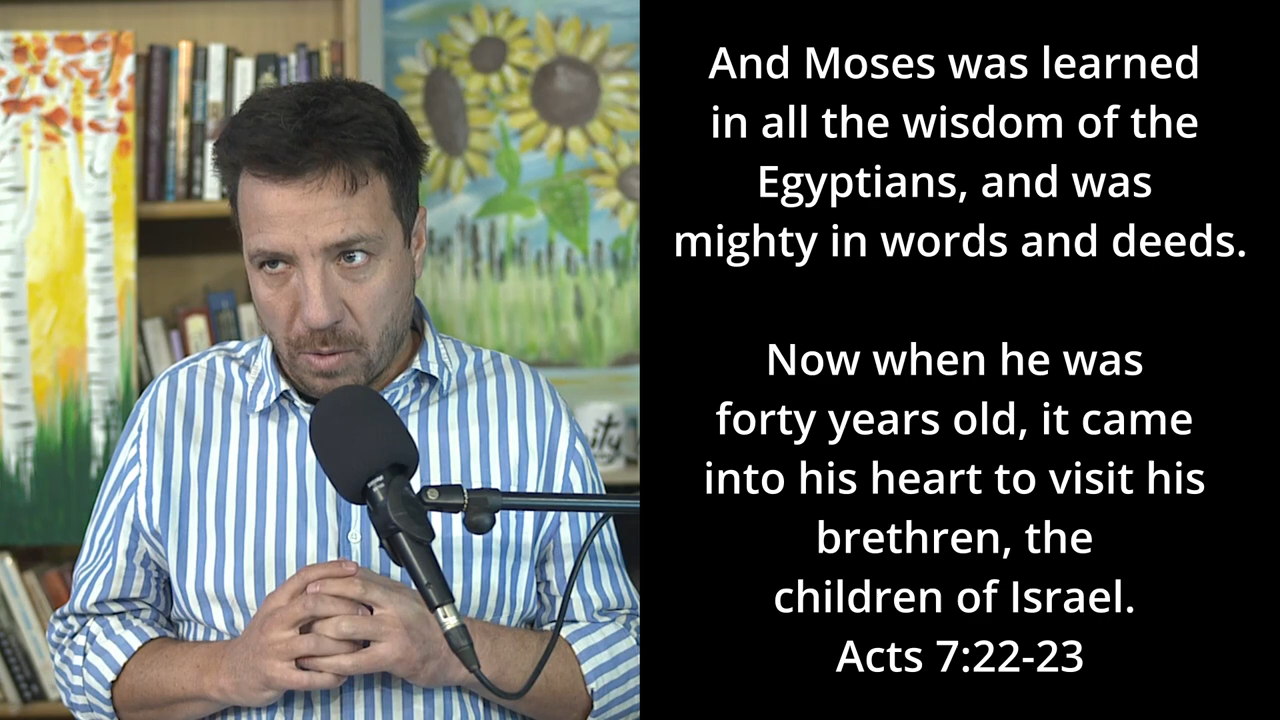 And Moses was learned
in all the wisdom of the
Egyptians, and was
mighty in words and deeds.
Now when he was
forty years old, it came
into his heart to visit his
brethren, the
children of Israel.
Acts 7:22-23
ity